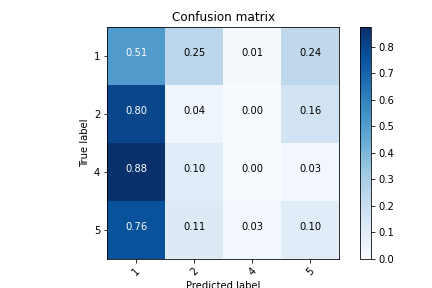 Confusion matrix
True label
1 0.51 0.25 0.01 0.24
2 0.80 0.04 0.00 0.16
4 0.88 0.10 0.00 0.03
5 0.76 0.11 0.03 0.10
1 2 4 5
Predicted label
0.8
0.7
0.6
0.5
0.4
0.3
0.2
0.1
0.0